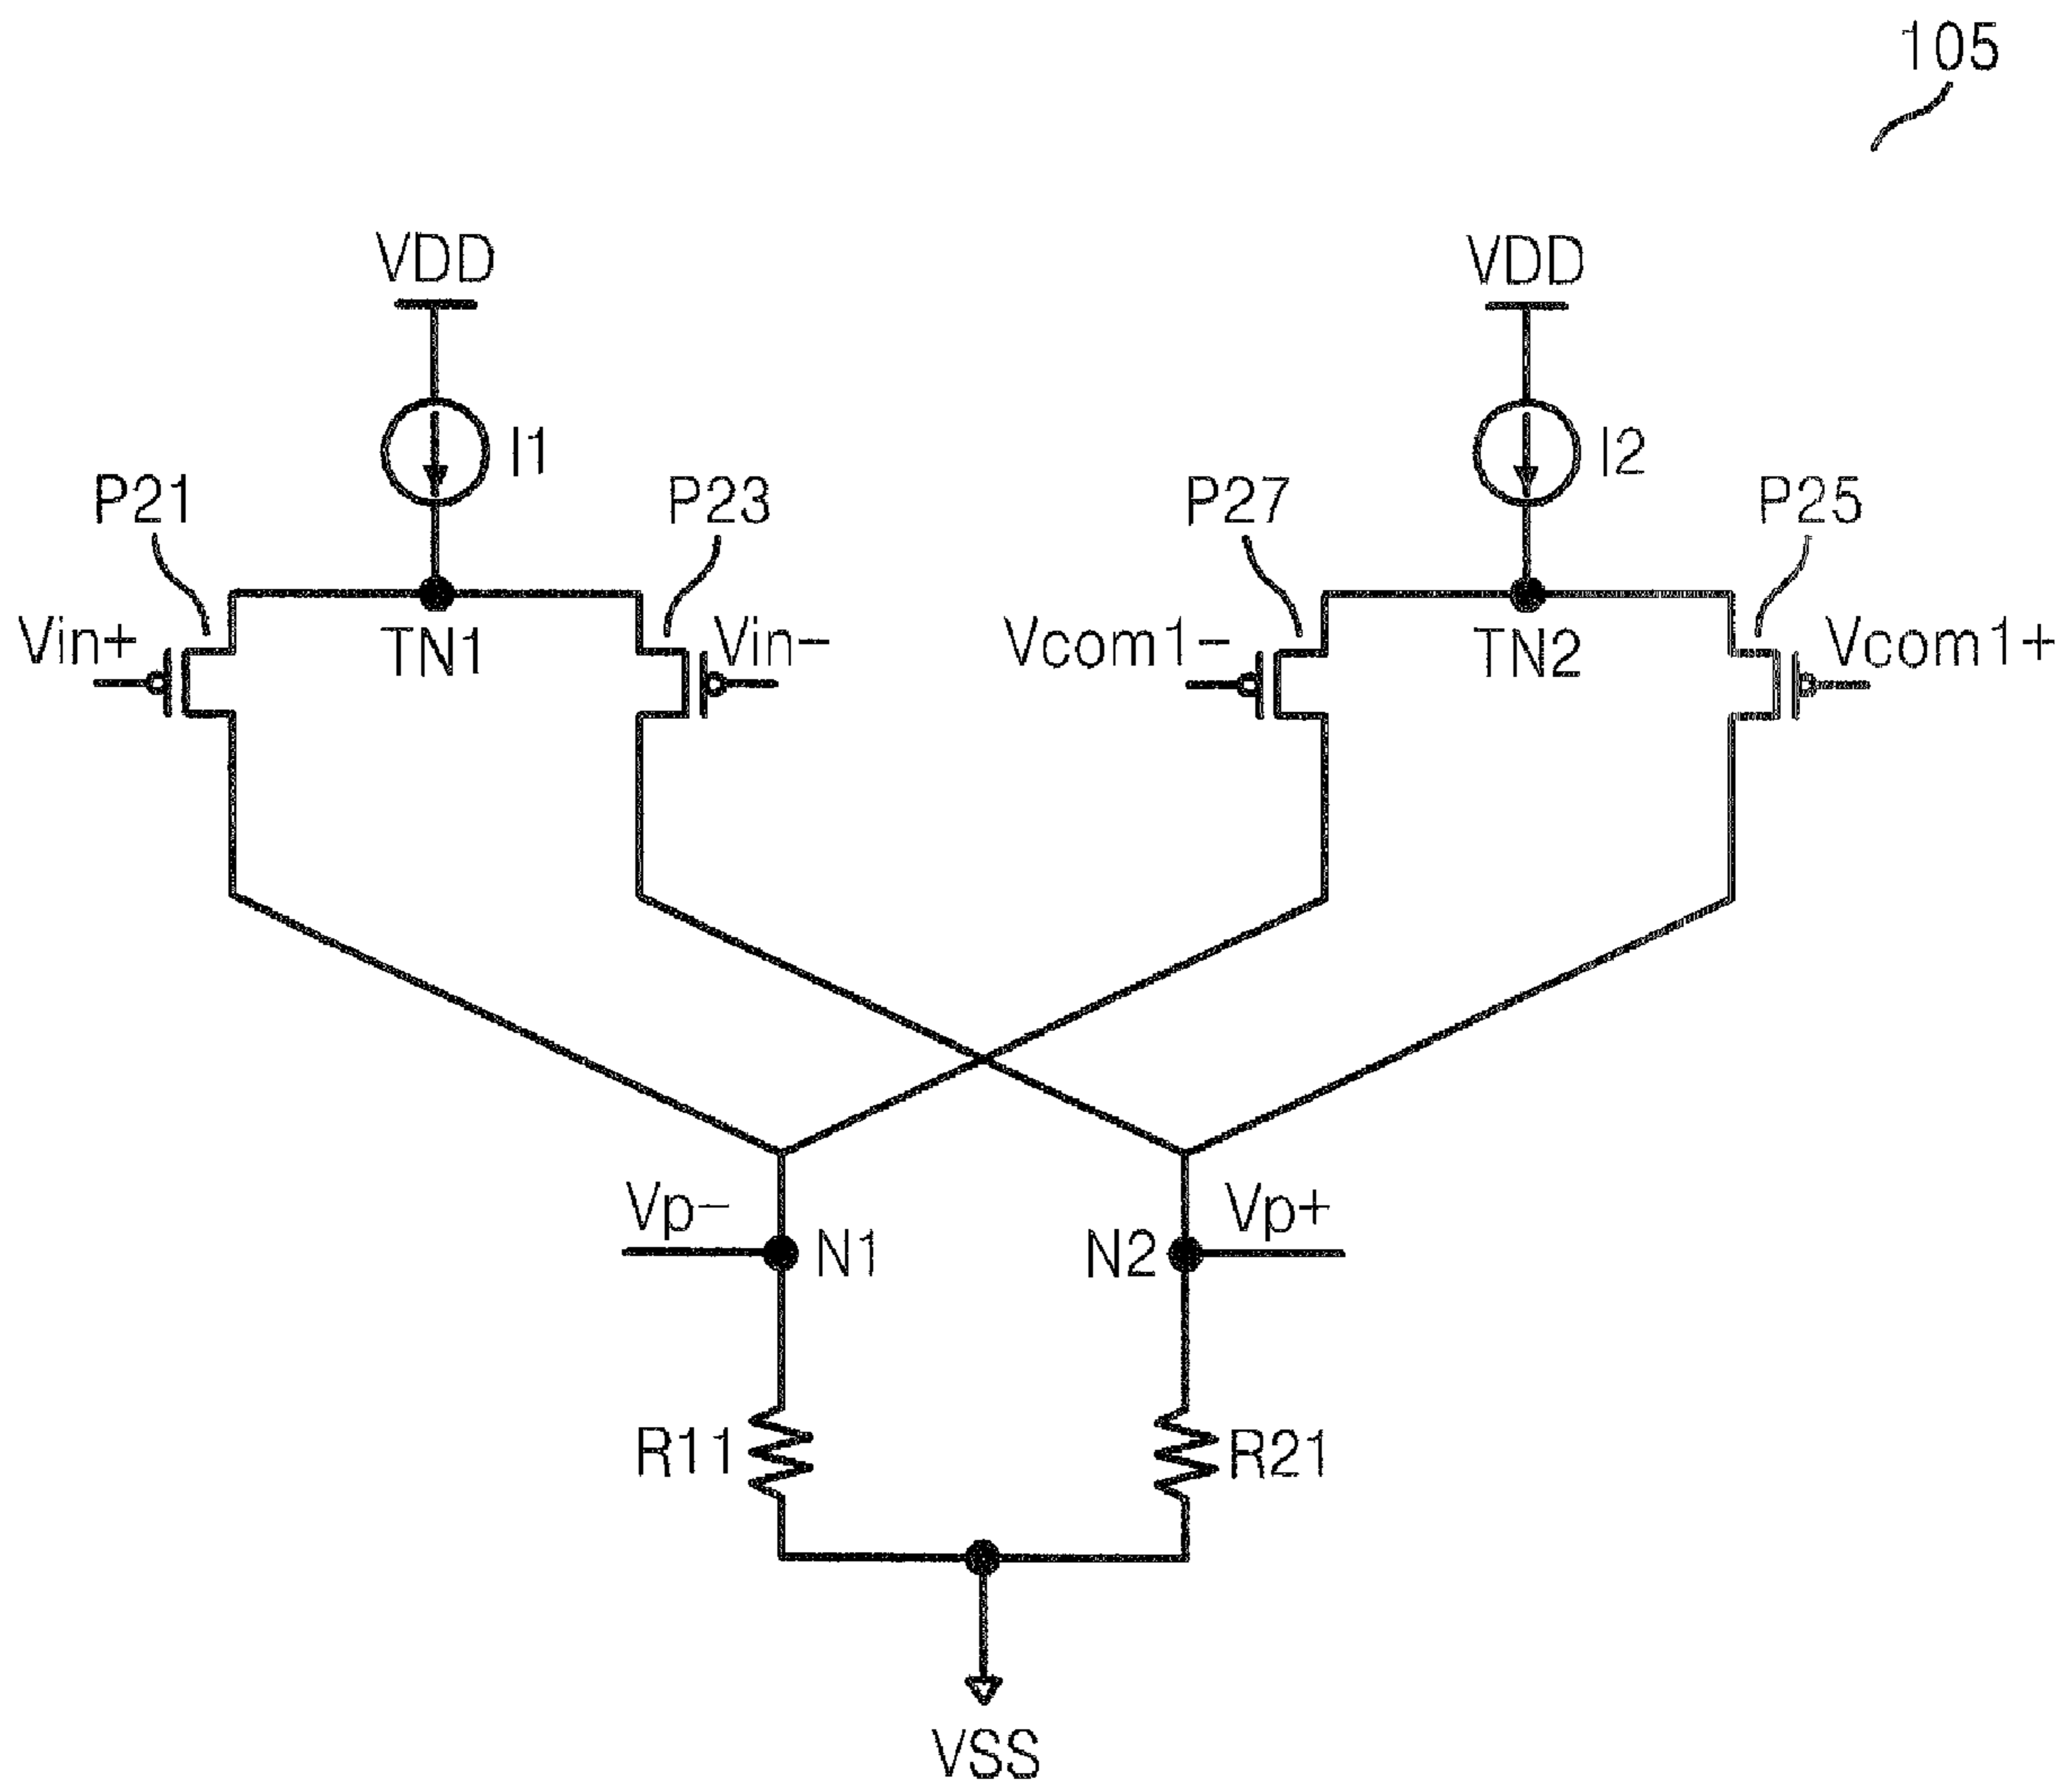 105
VDD
VDD
I1
I2
P21
P23
P27
P25
Vin+
TN1
Vin-
Vcom1-
TN2
Vcom1+
Vp-
Vp+
N1
N2
R11
R21
VSS